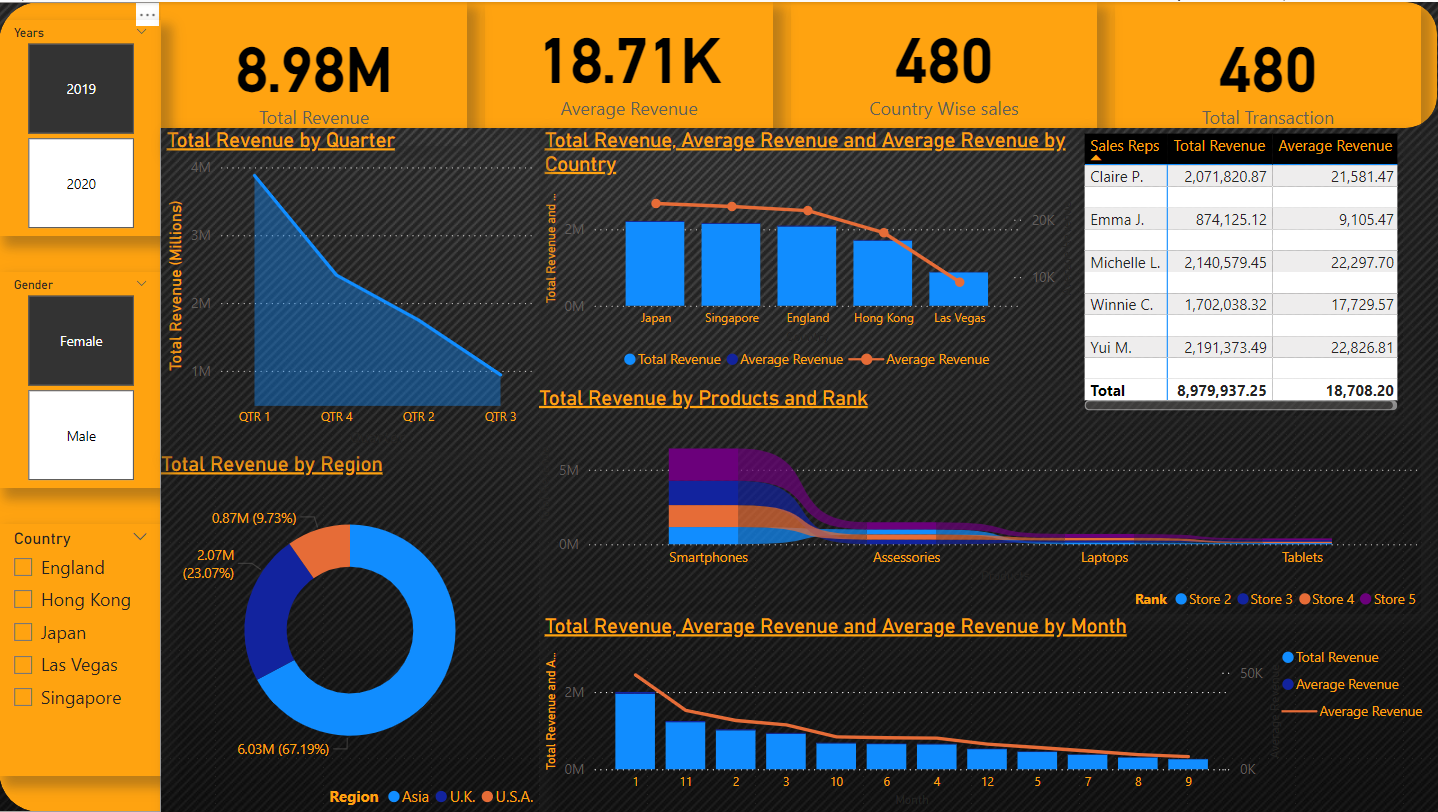 Years
2019
2020
Gender
Female
Male
Country
England
Hong Kong
Japan
Las Vegas
Singapore
8.98M
Total Revenue
18.71K
Average Revenue
480
Country Wise sales
480
Total Transaction
Total Revenue by Quarter
Total Revenue (Millions)
4M
3M
2M
1M
QTR 1 QTR 4 QTR 2 QTR 3
Total Revenue, Average Revenue and Average Revenue by
Country
Total Revenue and ...
2M
0M
20K
10K
Japan Singapore England Hong Kong Las Vegas
Total Revenue Average Revenue Average Revenue
Sales Reps Total Revenue Average Revenue
Claire P. 2,071,820.87 21,581.47
Emma J. 874,125.12 9,105.47
Michelle L. 2,140,579.45 22,297.70
Winnie C. 1,702,038.32 17,729.57
Yui M. 2,191,373.49 22,826.81
Total 8,979,937.25 18,708.20
Total Revenue by Products and Rank
5M
0M
Smartphones Assessories Laptops Tablets
Rank Store 2 Store 3 Store 4 Store 5
Total Revenue by Region
0.87M (9.73%)
2.07M
(23.07%)
6.03M (67.19%)
Region Asia U.K. U.S.A.
Total Revenue, Average Revenue and Average Revenue by Month
Total Revenue and A...
2M
0M
50K
0K
1 11 2 3 10 6 4 12 5 7 8 9
Month
Total Revenue
Average Revenue
Average Revenue